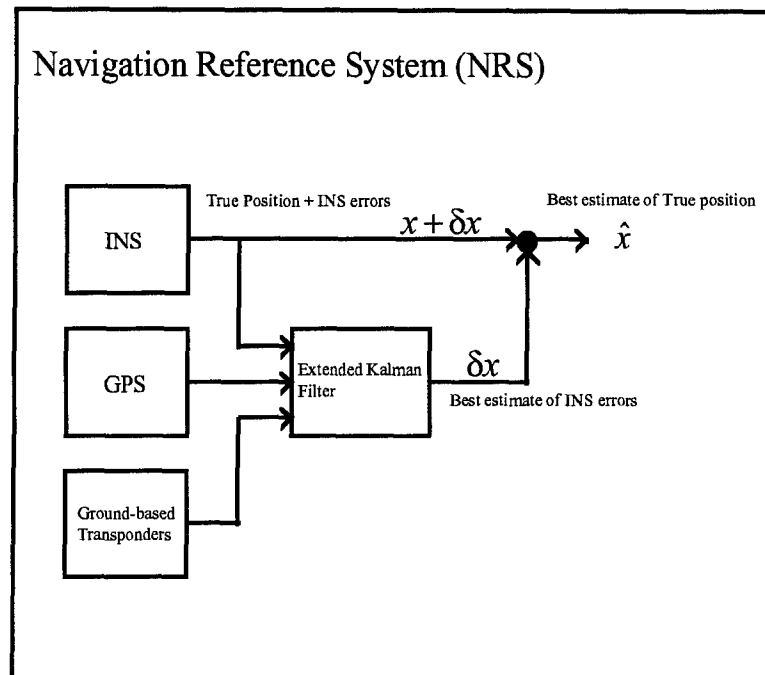 Navigation Reference System (NRS)
INS
True Position + INS errors
x + δx
Best estimate of True position
x̂
GPS
Extended Kalman
Filter
δx
Best estimate of INS errors
Ground-based
Transponders